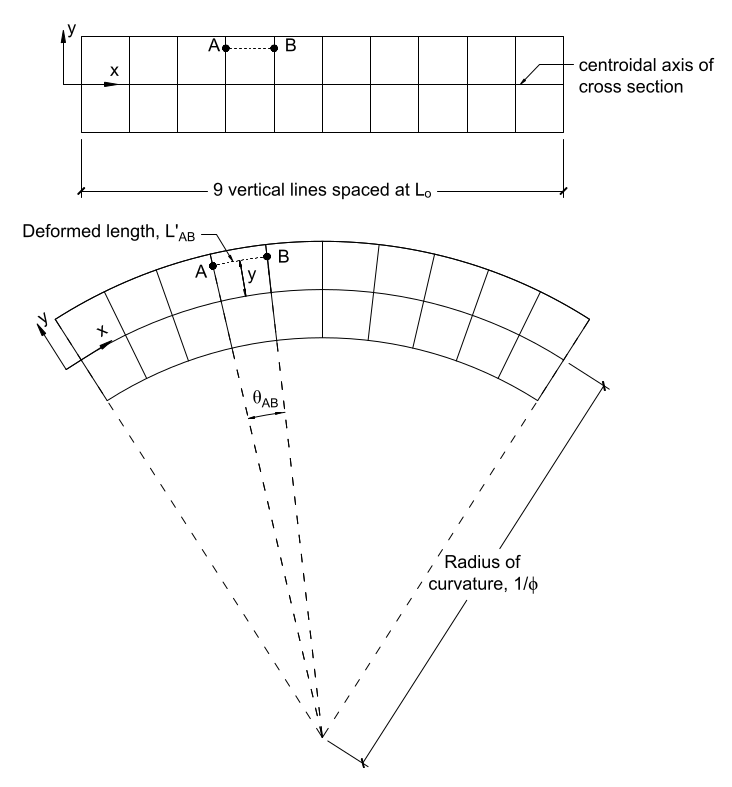 y
A
B
x
centroidal axis of
cross section
9 vertical lines spaced at Lₒ
Deformed length, L'AB
A
B
y
y
x
θAB
Radius of
curvature, 1/ϕ